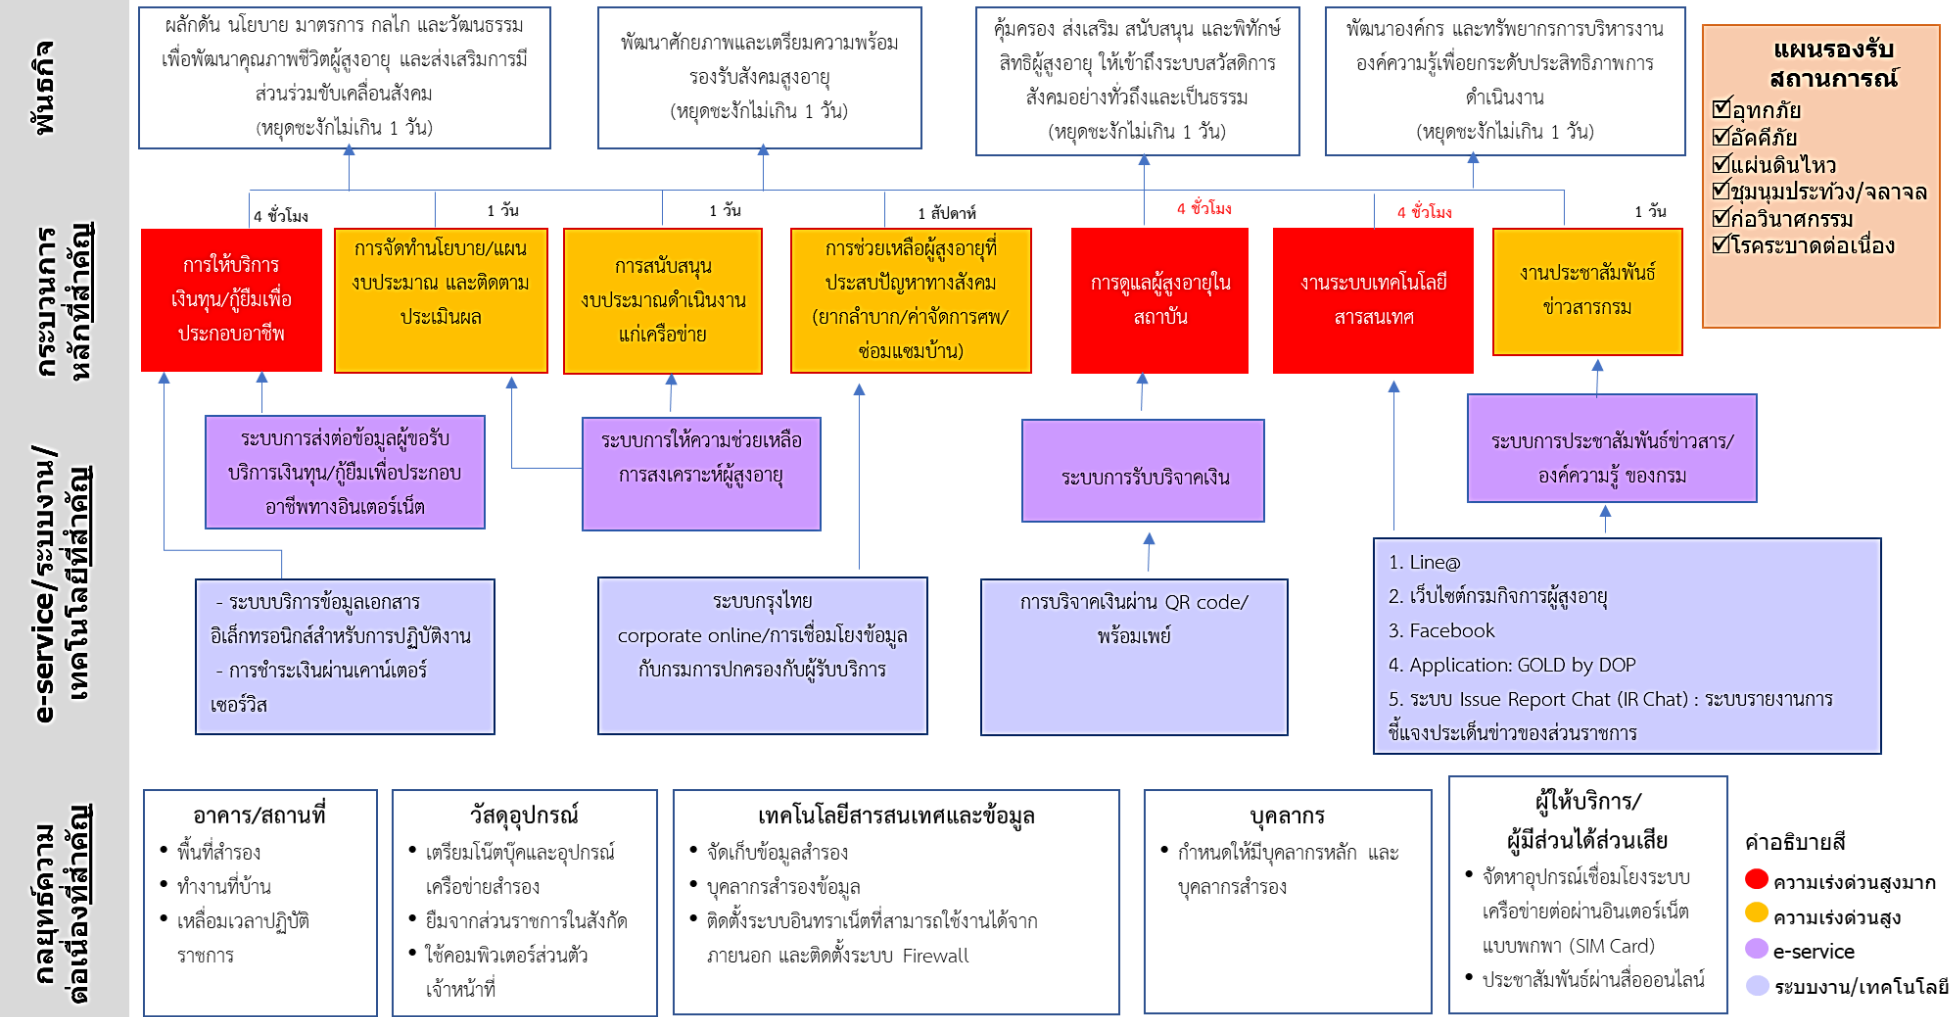 พันธกิจ
ผลักดัน นโยบาย มาตรการ กลไก และวัฒนธรรม
เพื่อพัฒนาคุณภาพชีวิตผู้สูงอายุ และส่งเสริมการมี
ส่วนร่วมขับเคลื่อนสังคม
(หยุดชะงักไม่เกิน 1 วัน)
พัฒนาศักยภาพและเตรียมความพร้อม
รองรับสังคมสูงอายุ
(หยุดชะงักไม่เกิน 1 วัน)
คุ้มครอง ส่งเสริม สนับสนุน และพิทักษ์
สิทธิผู้สูงอายุ ให้เข้าถึงระบบสวัสดิการ
สังคมอย่างทั่วถึงและเป็นธรรม
(หยุดชะงักไม่เกิน 1 วัน)
พัฒนาองค์กร และทรัพยากรการบริหารงาน
องค์ความรู้เพื่อยกระดับประสิทธิภาพการ
ดำเนินงาน
(หยุดชะงักไม่เกิน 1 วัน)
แผนรองรับ
สถานการณ์
☑อุทกภัย
☑อัคคีภัย
☑แผ่นดินไหว
☑ชุมนุมประท้วง/จลาจล
☑ก่อวินาศกรรม
☑โรคระบาดต่อเนื่อง
กระบวนการ
หลักที่สำคัญ
4 ชั่วโมง
1 วัน
1 วัน
1 สัปดาห์
4 ชั่วโมง
4 ชั่วโมง
1 วัน
การให้บริการ
เงินทุน/กู้ยืมเพื่อ
ประกอบอาชีพ
การจัดทำนโยบาย/แผน
งบประมาณ และติดตาม
ประเมินผล
การสนับสนุน
งบประมาณดำเนินงาน
แก่เครือข่าย
การช่วยเหลือผู้สูงอายุที่
ประสบปัญหาทางสังคม
(ยากลำบาก/ค่าจัดการศพ/
ซ่อมแซมบ้าน)
การดูแลผู้สูงอายุใน
สถาบัน
งานระบบเทคโนโลยี
สารสนเทศ
งานประชาสัมพันธ์
ข่าวสารกรม
e-service/ระบบงาน/
เทคโนโลยีที่สำคัญ
ระบบการส่งต่อข้อมูลผู้ขอรับ
บริการเงินทุน/กู้ยืมเพื่อประกอบ
อาชีพทางอินเตอร์เน็ต
ระบบการให้ความช่วยเหลือ
การสงเคราะห์ผู้สูงอายุ
ระบบการรับบริจาคเงิน
ระบบการประชาสัมพันธ์ข่าวสาร/
องค์ความรู้ ของกรม
- ระบบบริการข้อมูลเอกสาร
อิเล็กทรอนิกส์สำหรับการปฏิบัติงาน
- การชำระเงินผ่านเคาน์เตอร์
เซอร์วิส
ระบบกรุงไทย
corporate online/การเชื่อมโยงข้อมูล
กับกรมการปกครองกับผู้รับบริการ
การบริจาคเงินผ่าน QR code/
พร้อมเพย์
1. Line@
2. เว็บไซต์กรมกิจการผู้สูงอายุ
3. Facebook
4. Application: GOLD by DOP
5. ระบบ Issue Report Chat (IR Chat) : ระบบรายงานการ
ชี้แจงประเด็นข่าวของส่วนราชการ
กลยุทธ์ความ
ต่อเนื่องที่สำคัญ
อาคาร/สถานที่
• พื้นที่สำรอง
• ทำงานที่บ้าน
• เหลื่อมเวลาปฏิบัติ
ราชการ
วัสดุอุปกรณ์
• เตรียมโน๊ตบุ๊คและอุปกรณ์
เครือข่ายสำรอง
• ยืมจากส่วนราชการในสังกัด
• ใช้คอมพิวเตอร์ส่วนตัว
เจ้าหน้าที่
เทคโนโลยีสารสนเทศและข้อมูล
• จัดเก็บข้อมูลสำรอง
• บุคลากรสำรองข้อมูล
• ติดตั้งระบบอินทราเน็ตที่สามารถใช้งานได้จาก
ภายนอก และติดตั้งระบบ Firewall
บุคลากร
• กำหนดให้มีบุคลากรหลัก และ
บุคลากรสำรอง
ผู้ให้บริการ/
ผู้มีส่วนได้ส่วนเสีย
• จัดหาอุปกรณ์เชื่อมโยงระบบ
เครือข่ายต่อผ่านอินเตอร์เน็ต
แบบพกพา (SIM Card)
• ประชาสัมพันธ์ผ่านสื่อออนไลน์
คำอธิบายสี
ความเร่งด่วนสูงมาก
ความเร่งด่วนสูง
e-service
ระบบงาน/เทคโนโลยี